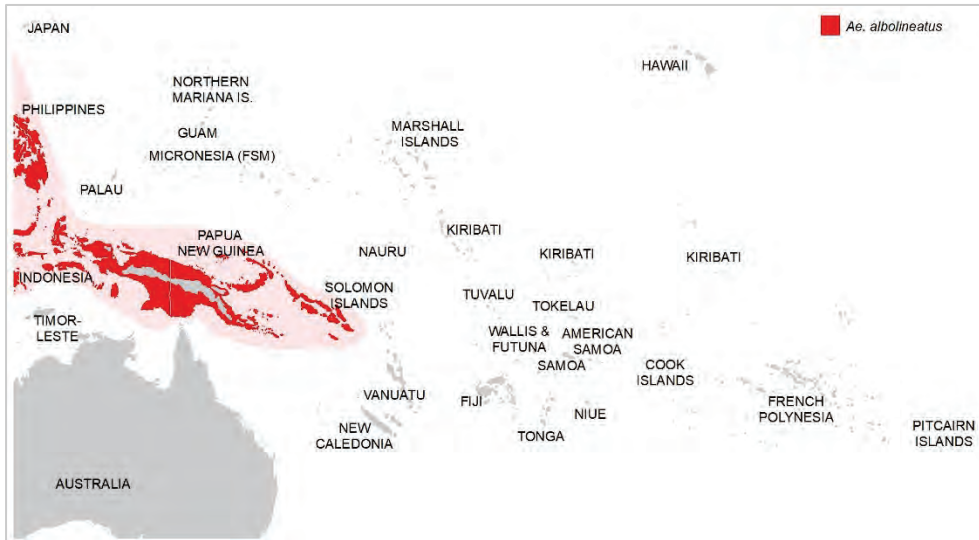 JAPAN
Ae. albolineatus
HAWAII
NORTHERN
MARIANA IS.
PHILIPPINES
GUAM
MARSHALL
ISLANDS
MICRONESIA (FSM)
PALAU
KIRIBATI
PAPUA
NEW GUINEA
NAURU
KIRIBATI
KIRIBATI
INDONESIA
SOLOMON
ISLANDS
TUVALU
TOKELAU
TIMOR-
LESTE
WALLIS &
FUTUNA
AMERICAN
SAMOA
SAMOA
COOK
ISLANDS
VANUATU
FIJI
NIUE
FRENCH
POLYNESIA
NEW
CALEDONIA
TONGA
PITCAIRN
ISLANDS
AUSTRALIA